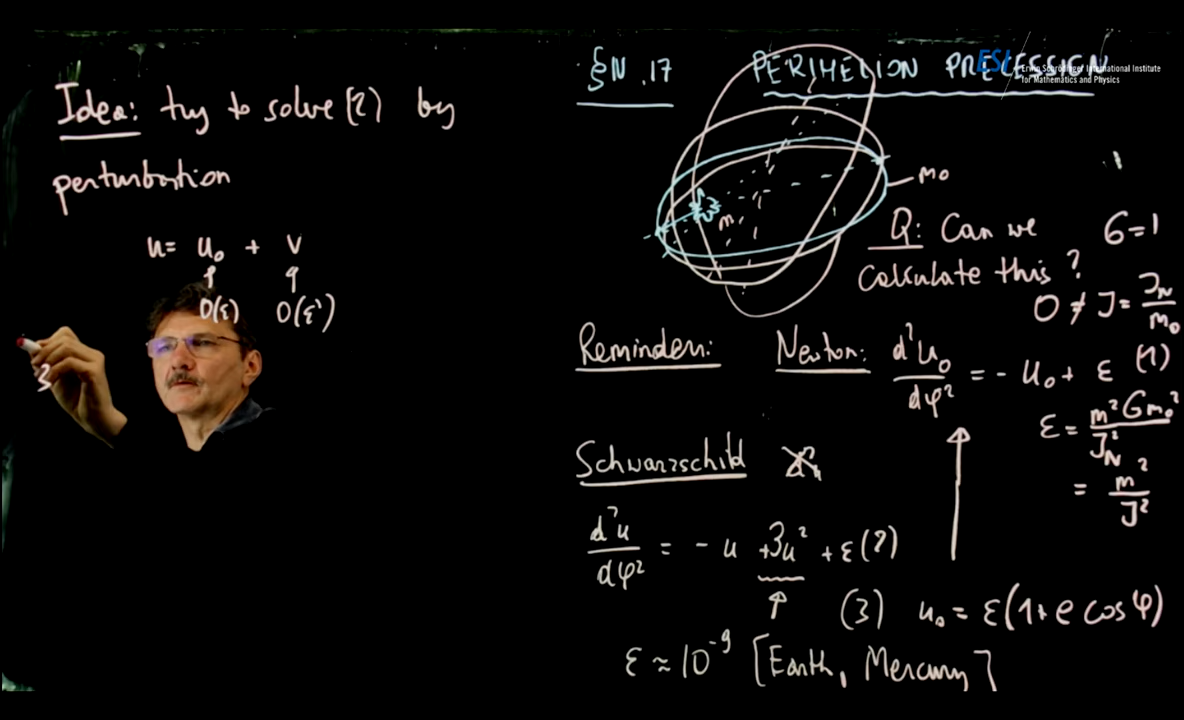 Idea: try to solve (2) by
perturbation
u = u₀ + v
O(ε) O(ε²)
3
§N.17 PERIHELION PRECESSION
ESI Erwin Schrödinger International Institute
for Mathematics and Physics
m₀
m
Q: Can we
calculate this?
G=1
0 ≠ J = J_N/m₀
Reminder: Newton: d²u₀/dφ² = - u₀ + ε (1)
ε = m²Gm₀²/J_N²
= m²/J²
Schwarzschild
d²u/dφ² = - u + 3u² + ε (2)
(3) u₀ = ε(1+e cos φ)
ε ≈ 10⁻⁹ [Earth, Mercury]